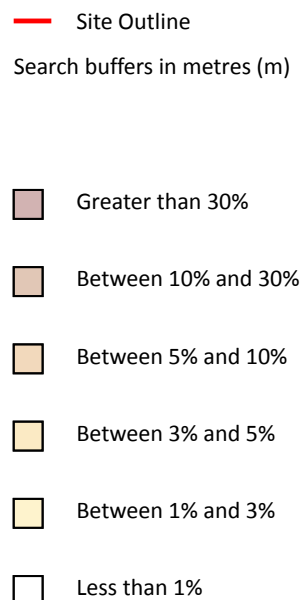 Site Outline
Search buffers in metres (m)
Greater than 30%
Between 10% and 30%
Between 5% and 10%
Between 3% and 5%
Between 1% and 3%
Less than 1%